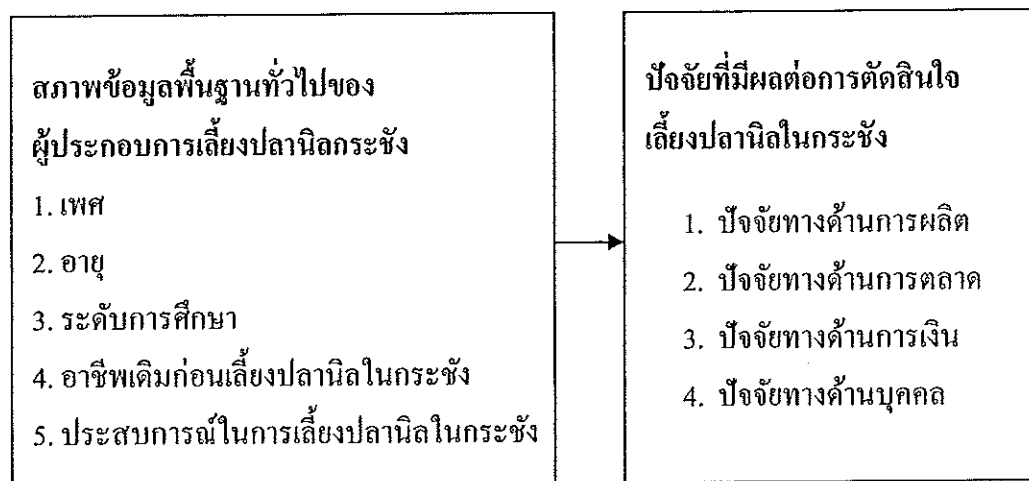 สภาพข้อมูลพื้นฐานทั่วไปของ
ผู้ประกอบการเลี้ยงปลานิลกระชัง
1. เพศ
2. อายุ
3. ระดับการศึกษา
4. อาชีพเดิมก่อนเลี้ยงปลานิลในกระชัง
5. ประสบการณ์ในการเลี้ยงปลานิลในกระชัง
ปัจจัยที่มีผลต่อการตัดสินใจ
เลี้ยงปลานิลในกระชัง
1. ปัจจัยทางด้านการผลิต
2. ปัจจัยทางด้านการตลาด
3. ปัจจัยทางด้านการเงิน
4. ปัจจัยทางด้านบุคคล